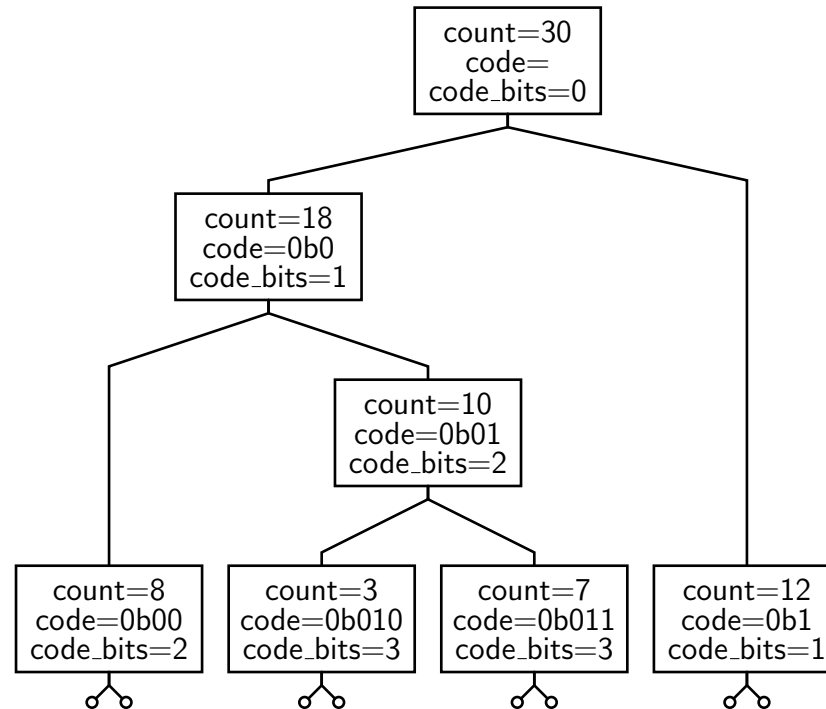 count=30
code=
code_bits=0
count=18
code=0b0
code_bits=1
count=10
code=0b01
code_bits=2
count=8
code=0b00
code_bits=2
count=3
code=0b010
code_bits=3
count=7
code=0b011
code_bits=3
count=12
code=0b1
code_bits=1